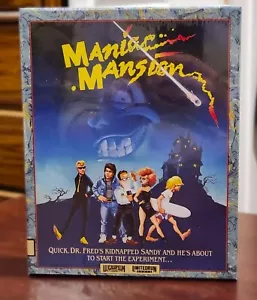 MANIAC
MANSION
QUICK, DR. FRED'S KIDNAPPED SANDY AND HE'S ABOUT
TO START THE EXPERIMENT...